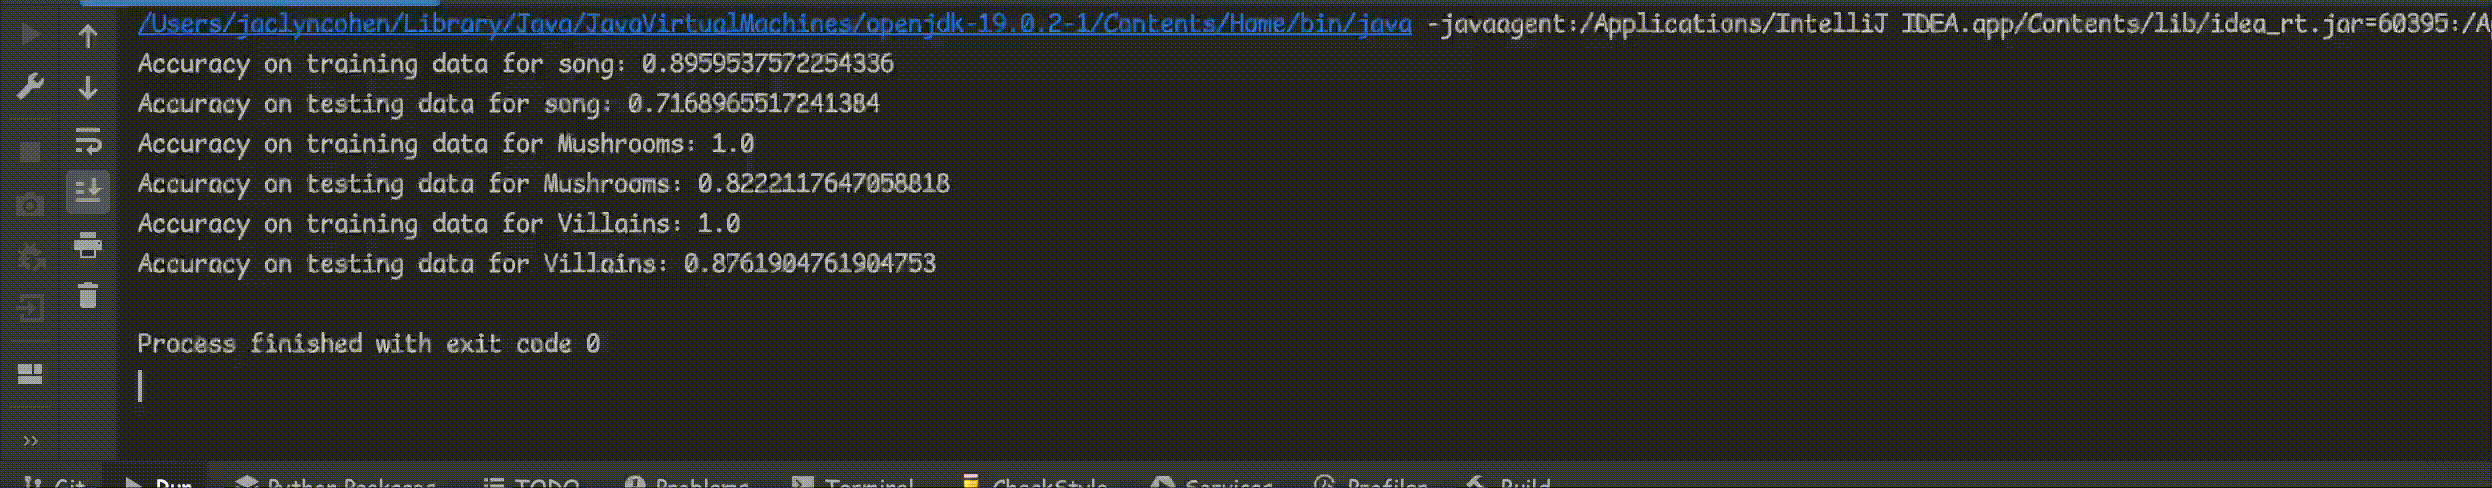 /Users/jaclyncohen/Library/Java/JavaVirtualMachines/openjdk-19.0.2-1/Contents/Home/bin/java -javaagent:/Applications/IntelliJ IDEA.app/Contents/lib/idea_rt.jar=60395:/A
Accuracy on training data for song: 0.8959537572254336
Accuracy on testing data for song: 0.7168965517241384
Accuracy on training data for Mushrooms: 1.0
Accuracy on testing data for Mushrooms: 0.8222117647058818
Accuracy on training data for Villains: 1.0
Accuracy on testing data for Villains: 0.8761904761904753
Process finished with exit code 0
Git Run Python Packages TODO Problems Terminal CheckStyle Services Profiler Build